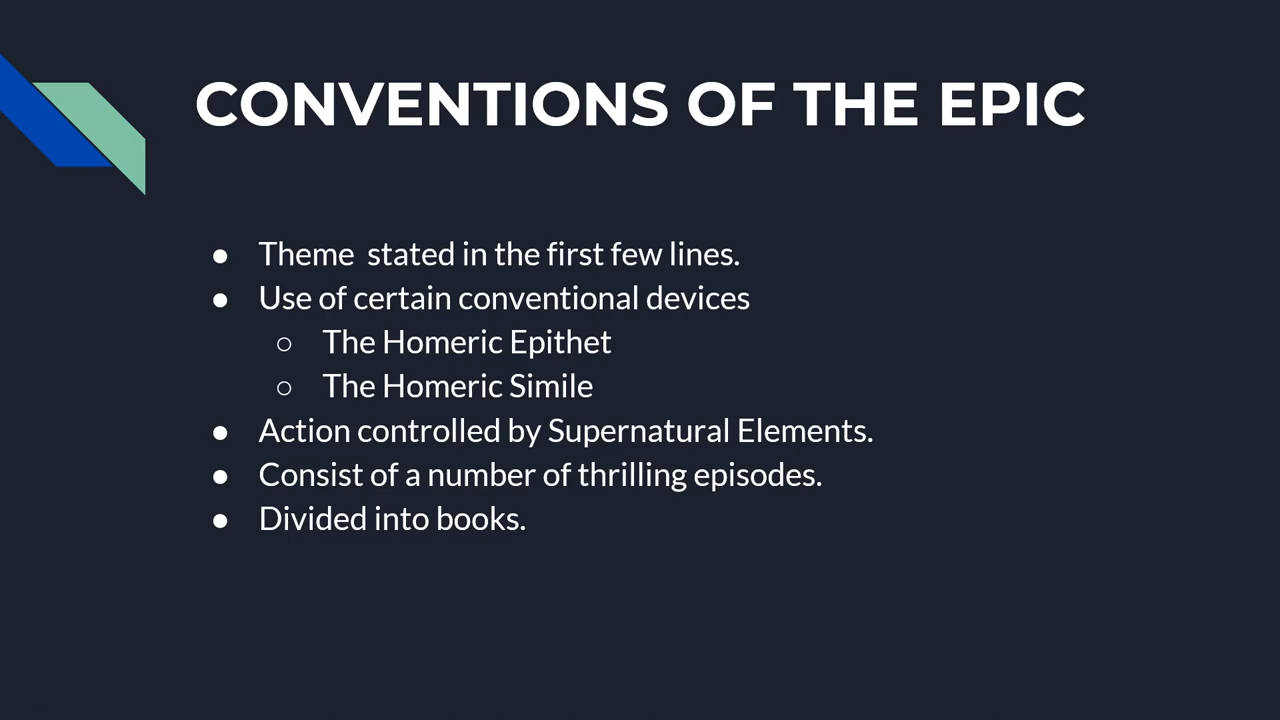 CONVENTIONS OF THE EPIC
● Theme  stated in the first few lines.
● Use of certain conventional devices
○ The Homeric Epithet
○ The Homeric Simile
● Action controlled by Supernatural Elements.
● Consist of a number of thrilling episodes.
● Divided into books.